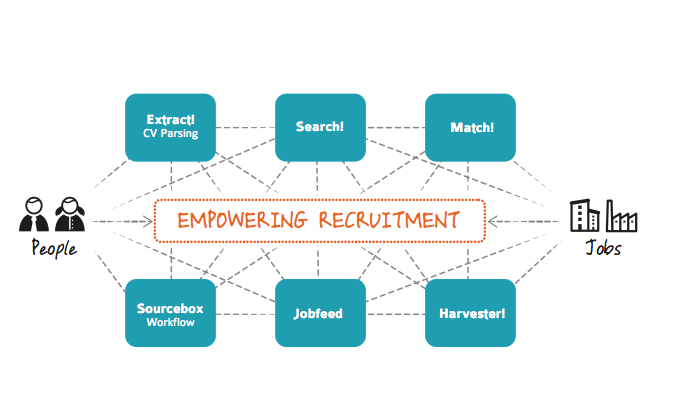 Extract!
CV Parsing
Search!
Match!
People
EMPOWERING RECRUITMENT
Jobs
Sourcebox
Workflow
Jobfeed
Harvester!